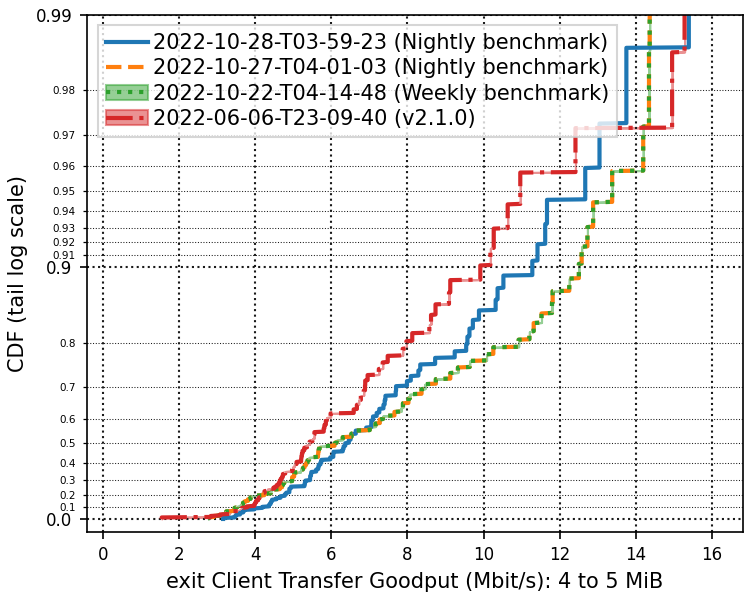 2022-10-28-T03-59-23 (Nightly benchmark)
2022-10-27-T04-01-03 (Nightly benchmark)
2022-10-22-T04-14-48 (Weekly benchmark)
2022-06-06-T23-09-40 (v2.1.0)
CDF (tail log scale)
0.99
0.98
0.97
0.96
0.95
0.94
0.93
0.92
0.91
0.9
0.8
0.7
0.6
0.5
0.4
0.3
0.2
0.1
0.0
0 2 4 6 8 10 12 14 16
exit Client Transfer Goodput (Mbit/s): 4 to 5 MiB